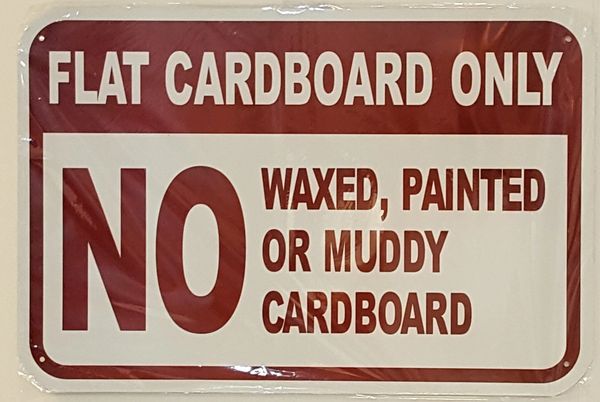 FLAT CARDBOARD ONLY
NO
WAXED, PAINTED
OR MUDDY
CARDBOARD